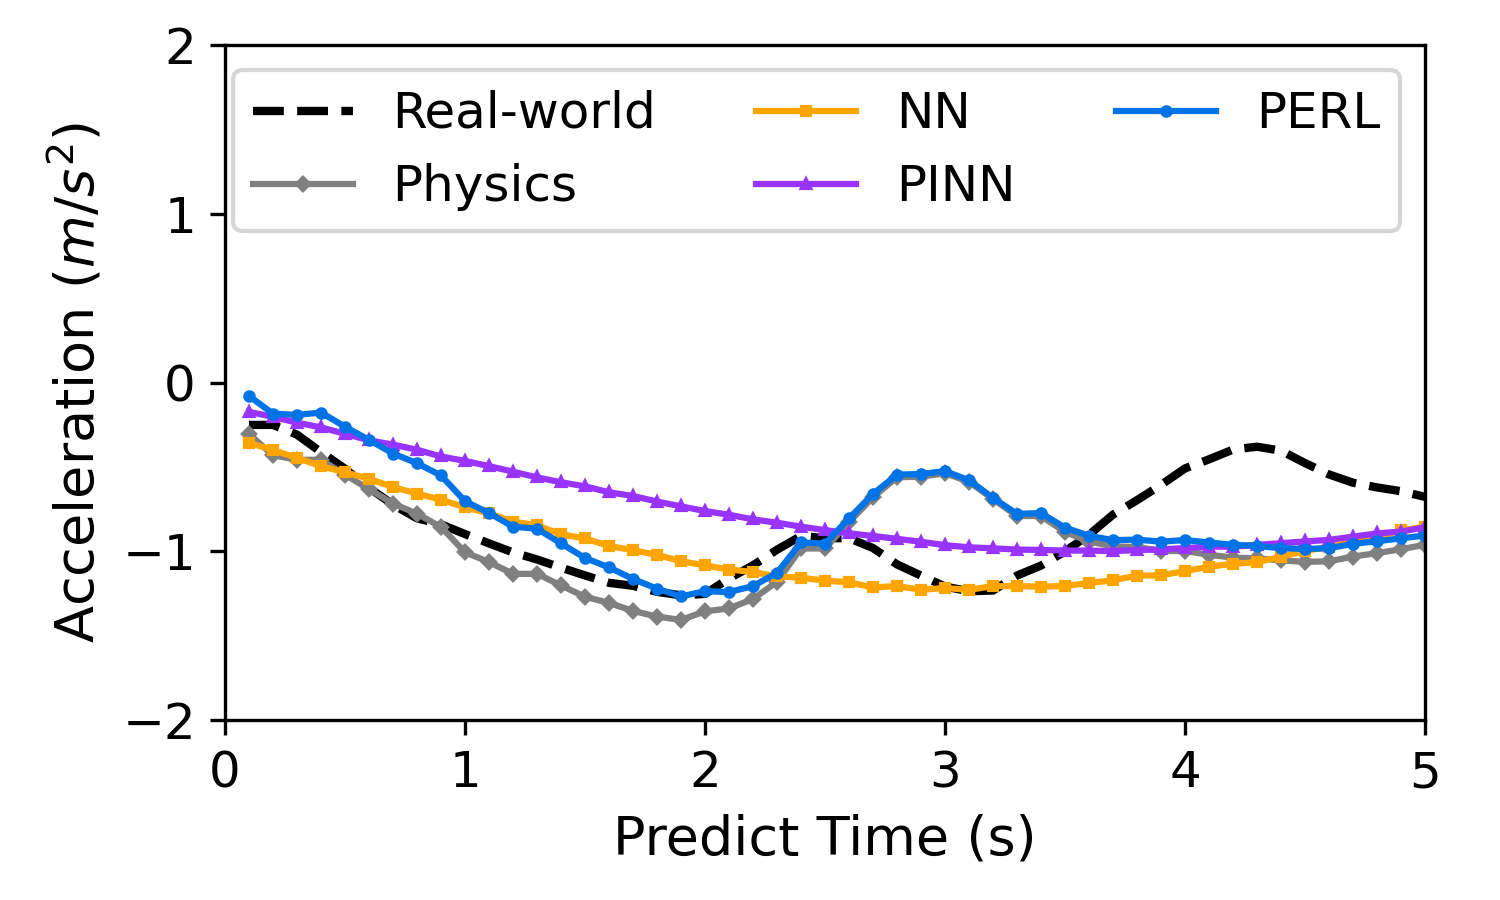 2
1
0
−1
−2
Acceleration (m/s²)
Real-world
Physics
NN
PINN
PERL
0 1 2 3 4 5
Predict Time (s)